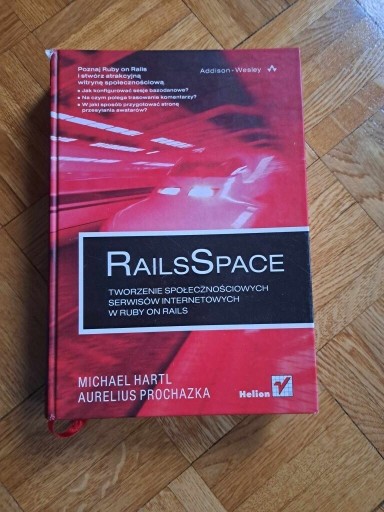 Poznaj Ruby on Rails
i stwórz atrakcyjną
witrynę społecznościową
• Jak konfigurować sesje bazodanowe?
• Na czym polega trasowanie komentarzy?
• W jaki sposób przygotować stronę
przesyłania awatarów?
Addison-Wesley
RAILSSPACE
TWORZENIE SPOŁECZNOŚCIOWYCH
SERWISÓW INTERNETOWYCH
W RUBY ON RAILS
MICHAEL HARTL
AURELIUS PROCHAZKA
Helion